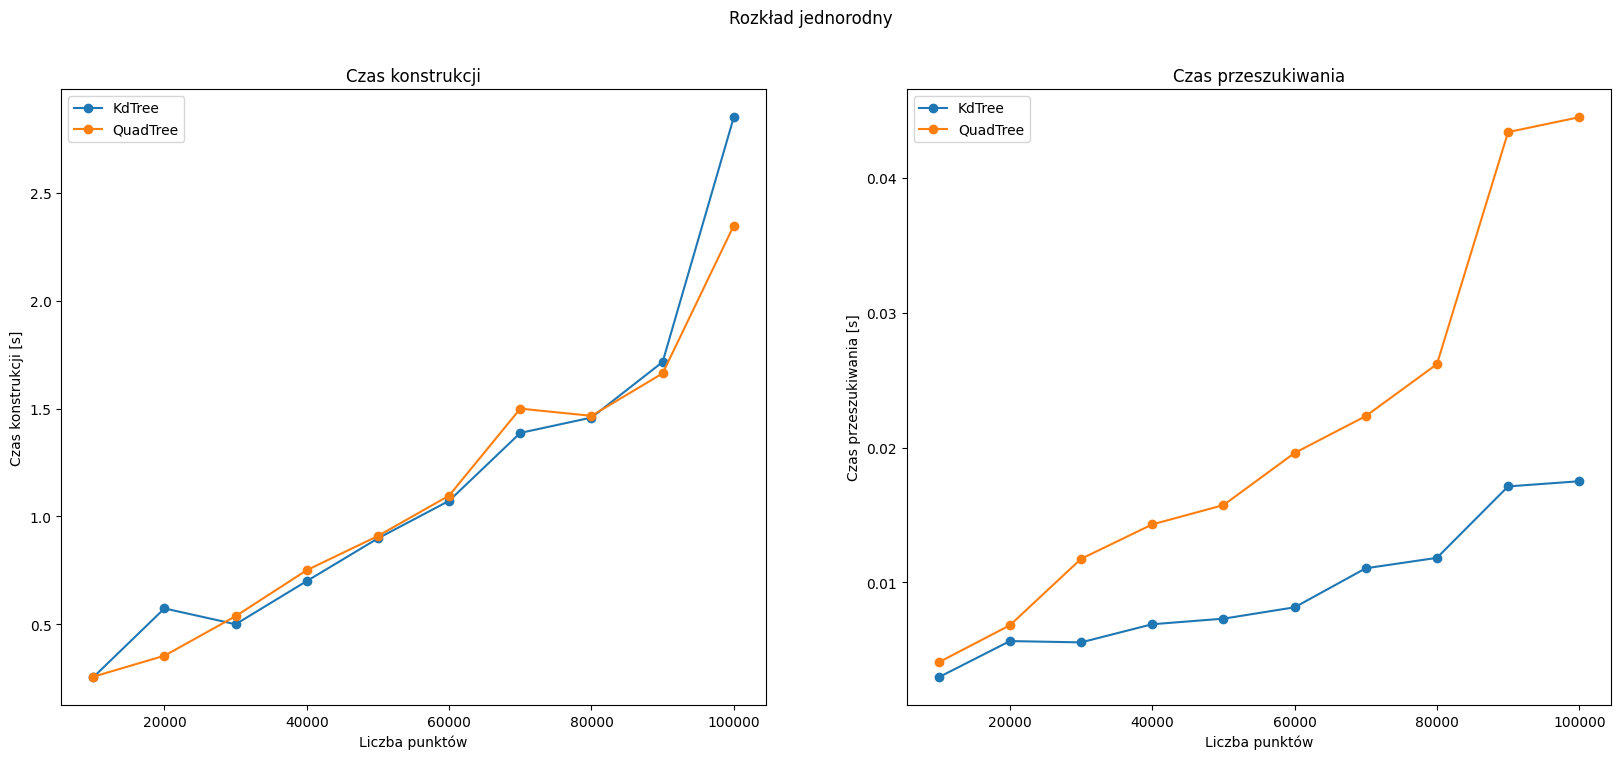 Rozkład jednorodny
Czas konstrukcji
KdTree
QuadTree
2.5
2.0
1.5
1.0
0.5
Czas konstrukcji [s]
20000 40000 60000 80000 100000
Liczba punktów
Czas przeszukiwania
KdTree
QuadTree
0.04
0.03
0.02
0.01
Czas przeszukiwania [s]
20000 40000 60000 80000 100000
Liczba punktów